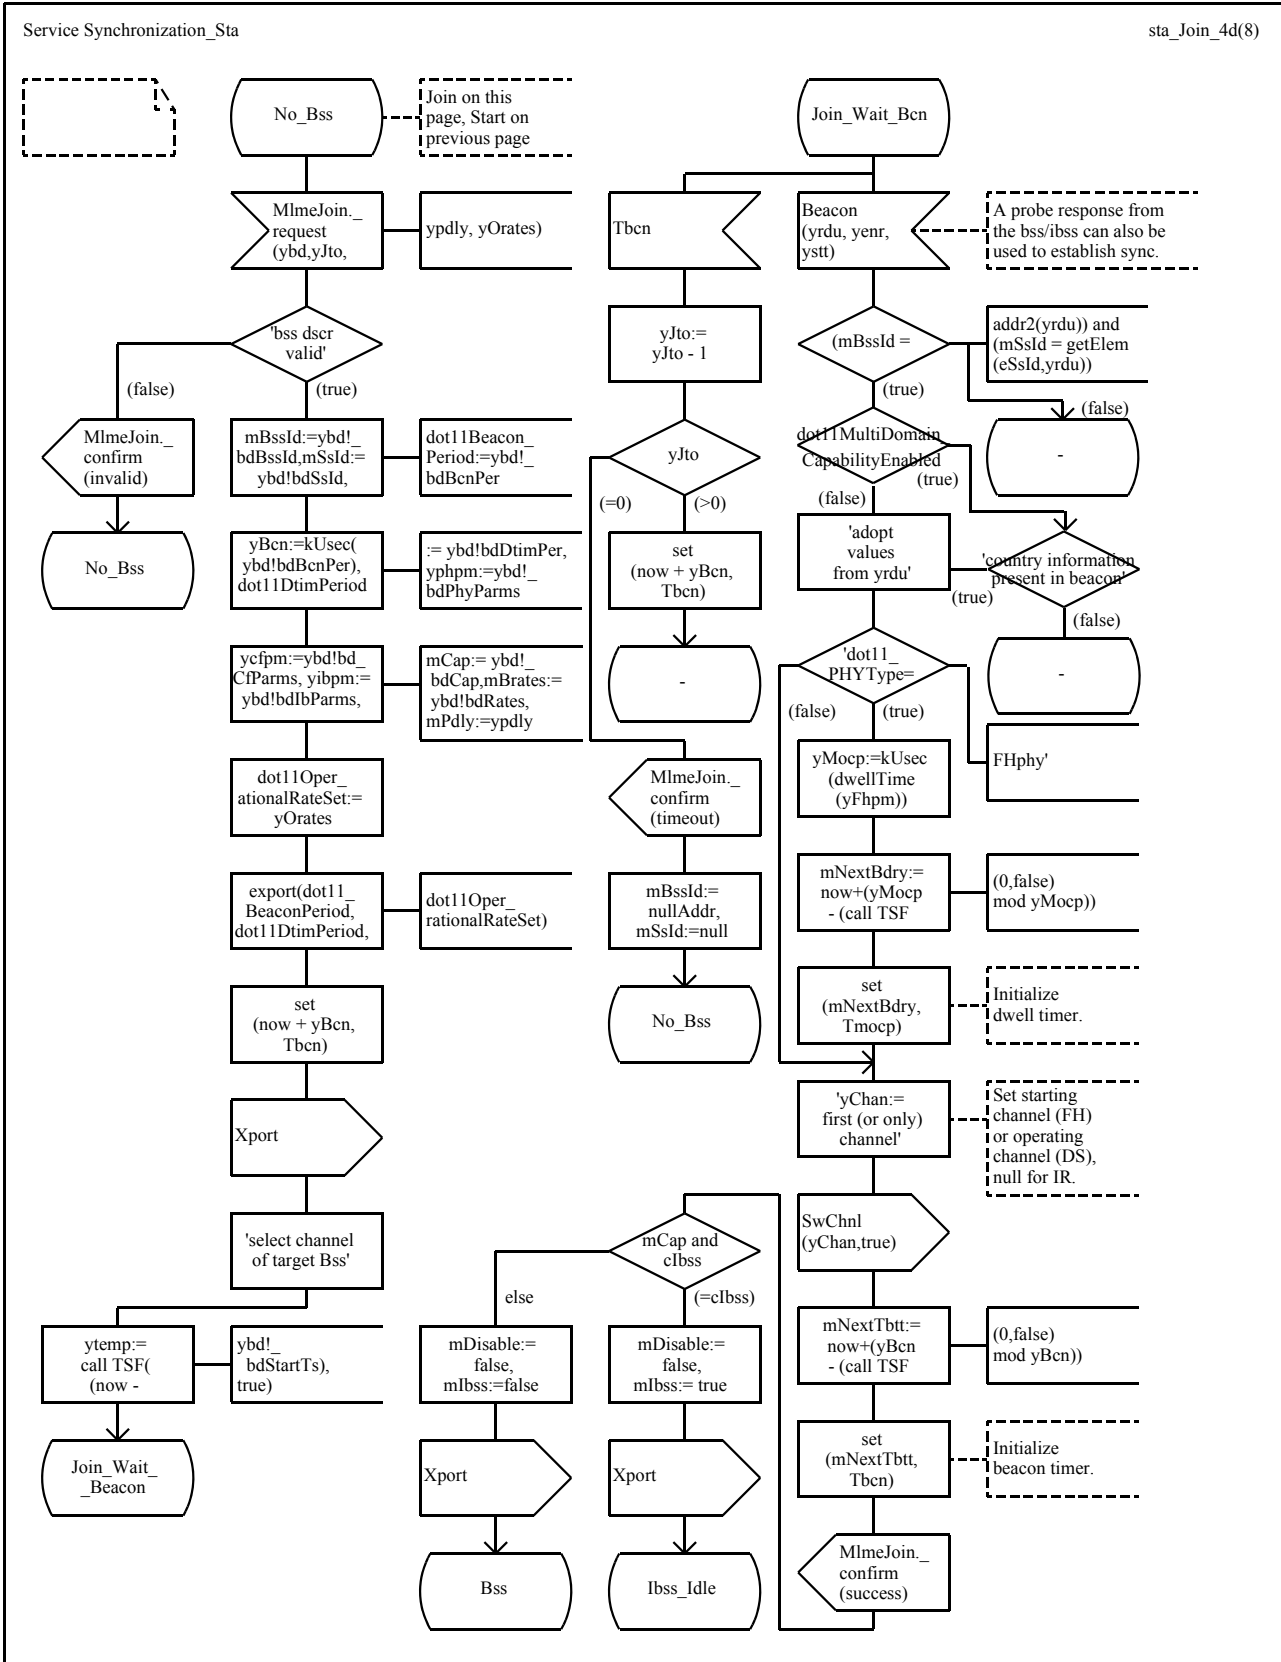 Service Synchronization_Sta
sta_Join_4d(8)
No_Bss
Join on this
page, Start on
previous page
MlmeJoin._
request
(ybd,yJto,
ypdly, yOrates)
'bss dscr
valid'
(false)
(true)
MlmeJoin._
confirm
(invalid)
No_Bss
mBssId:=ybd!_
bdBssId,mSsId:=
ybd!bdSsId,
dot11Beacon_
Period:=ybd!_
bdBcnPer
yBcn:=kUsec(
ybd!bdBcnPer),
dot11DtimPeriod
:= ybd!bdDtimPer,
yphpm:=ybd!_
bdPhyParms
ycfpm:=ybd!bd_
CfParms, yibpm:=
ybd!bdIbParms,
mCap:= ybd!_
bdCap,mBrates:=
ybd!bdRates,
mPdly:=ypdly
dot11Oper_
ationalRateSet:=
yOrates
export(dot11_
BeaconPeriod,
dot11DtimPeriod,
dot11Oper_
rationalRateSet)
set
(now + yBcn,
Tbcn)
Xport
'select channel
of target Bss'
ytemp:=
call TSF(
(now -
ybd!_
bdStartTs),
true)
Join_Wait_
_Beacon
Join_Wait_Bcn
Tbcn
yJto:=
yJto - 1
yJto
(=0)
(>0)
set
(now + yBcn,
Tbcn)
-
MlmeJoin._
confirm
(timeout)
mBssId:=
nullAddr,
mSsId:=null
No_Bss
Beacon
(yrdu, yenr,
ystt)
A probe response from
the bss/ibss can also be
used to establish sync.
(mBssId =
addr2(yrdu)) and
(mSsId = getElem
(eSsId,yrdu))
(true)
(false)
-
dot11MultiDomain_
CapabilityEnabled
(true)
(false)
'adopt
values
from yrdu'
'country information
present in beacon'
(true)
(false)
-
'dot11_
PHYType=
FHphy'
(false)
(true)
yMocp:=kUsec
(dwellTime
(yFhpm))
mNextBdry:=
now+(yMocp
- (call TSF
(0,false)
mod yMocp))
set
(mNextBdry,
Tmocp)
Initialize
dwell timer.
'yChan:=
first (or only)
channel'
Set starting
channel (FH)
or operating
channel (DS),
null for IR.
SwChnl
(yChan,true)
mNextTbtt:=
now+(yBcn
- (call TSF
(0,false)
mod yBcn))
set
(mNextTbtt,
Tbcn)
Initialize
beacon timer.
MlmeJoin._
confirm
(success)
mCap and
cIbss
else
(=cIbss)
mDisable:=
false,
mIbss:=false
mDisable:=
false,
mIbss:= true
Xport
Xport
Bss
Ibss_Idle